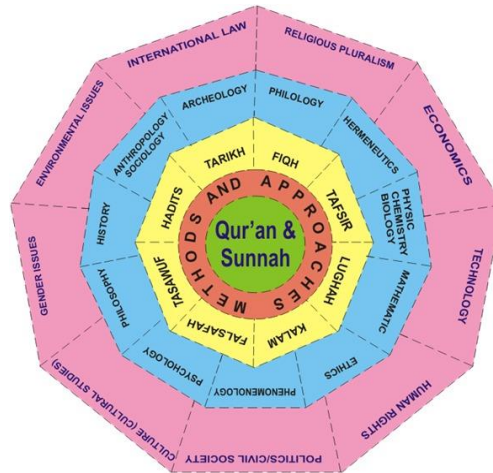 Qur'an &
Sunnah
METHODS AND APPROACHES
FIQH
TAFSIR
LUGHAH
KALAM
FALSAFAH
TASAWUF
HADITS
TARIKH
PHILOLOGY
HERMENEUTICS
PHYSIC
CHEMISTRY
BIOLOGY
MATHEMATIC
ETHICS
PHENOMENOLOGY
PSYCHOLOGY
PHILOSOPHY
HISTORY
ANTHROPOLOGY
SOCIOLOGY
ARCHEOLOGY
RELIGIOUS PLURALISM
ECONOMICS
TECHNOLOGY
HUMAN RIGHTS
POLITICS/CIVIL SOCIETY
CULTURE (CULTURAL STUDIES)
GENDER ISSUES
ENVIRONMENTAL ISSUES
INTERNATIONAL LAW